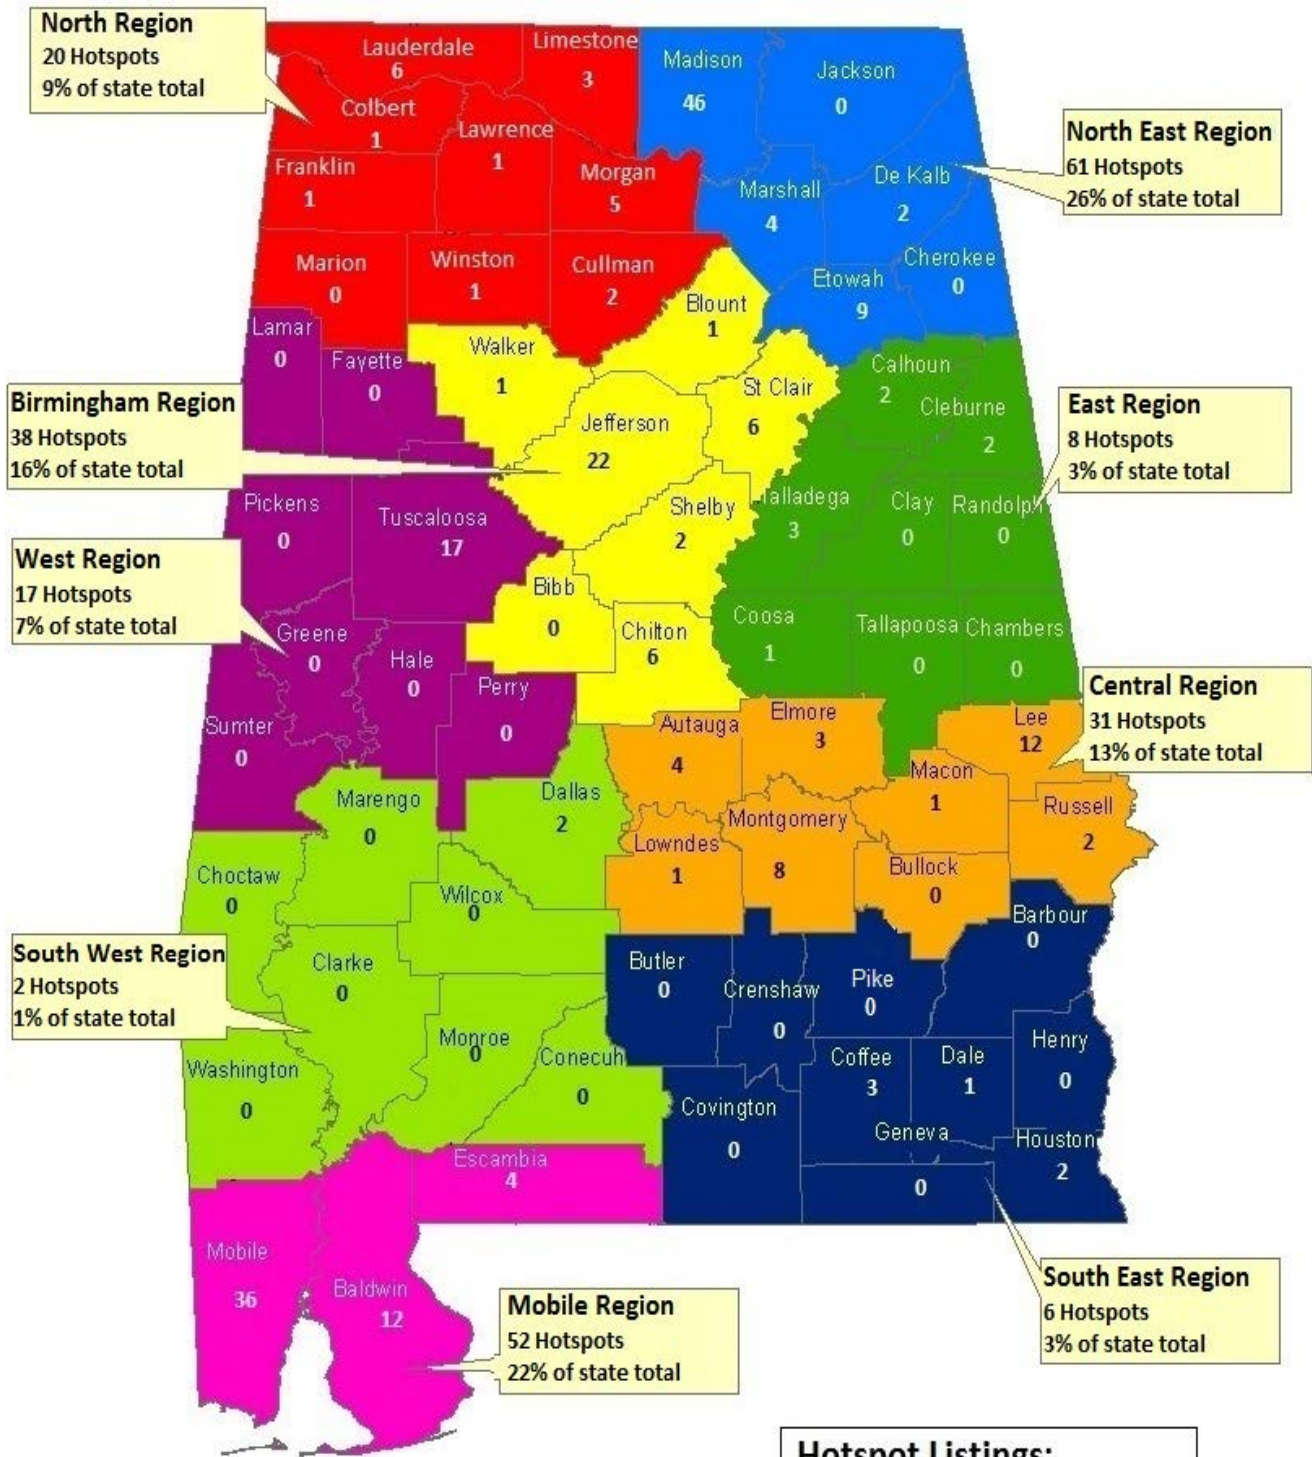 North Region
20 Hotspots
9% of state total
Lauderdale
6
Limestone
3
Madison
46
Jackson
0
Colbert
1
Lawrence
1
Franklin
1
Morgan
5
Marshall
4
De Kalb
2
North East Region
61 Hotspots
26% of state total
Marion
0
Winston
1
Cullman
2
Etowah
9
Cherokee
0
Lamar
0
Fayette
0
Walker
1
Blount
1
St Clair
6
Calhoun
2
Cleburne
2
Birmingham Region
38 Hotspots
16% of state total
Jefferson
22
East Region
8 Hotspots
3% of state total
Pickens
0
Tuscaloosa
17
Shelby
2
Talladega
3
Clay
0
Randolph
0
West Region
17 Hotspots
7% of state total
Bibb
0
Greene
0
Hale
0
Chilton
6
Coosa
1
Tallapoosa
0
Chambers
0
Sumter
0
Perry
0
Central Region
31 Hotspots
13% of state total
Autauga
4
Elmore
3
Lee
12
Marengo
0
Dallas
2
Macon
1
Russell
2
Lowndes
1
Montgomery
8
Bullock
0
Choctaw
0
Wilcox
0
Barbour
0
South West Region
2 Hotspots
1% of state total
Clarke
0
Butler
0
Crenshaw
0
Pike
0
Monroe
0
Conecuh
0
Washington
0
Coffee
3
Dale
1
Henry
0
Covington
0
Geneva
0
Houston
2
Escambia
4
Mobile
36
Baldwin
12
Mobile Region
52 Hotspots
22% of state total
South East Region
6 Hotspots
3% of state total
Hotspot Listings: